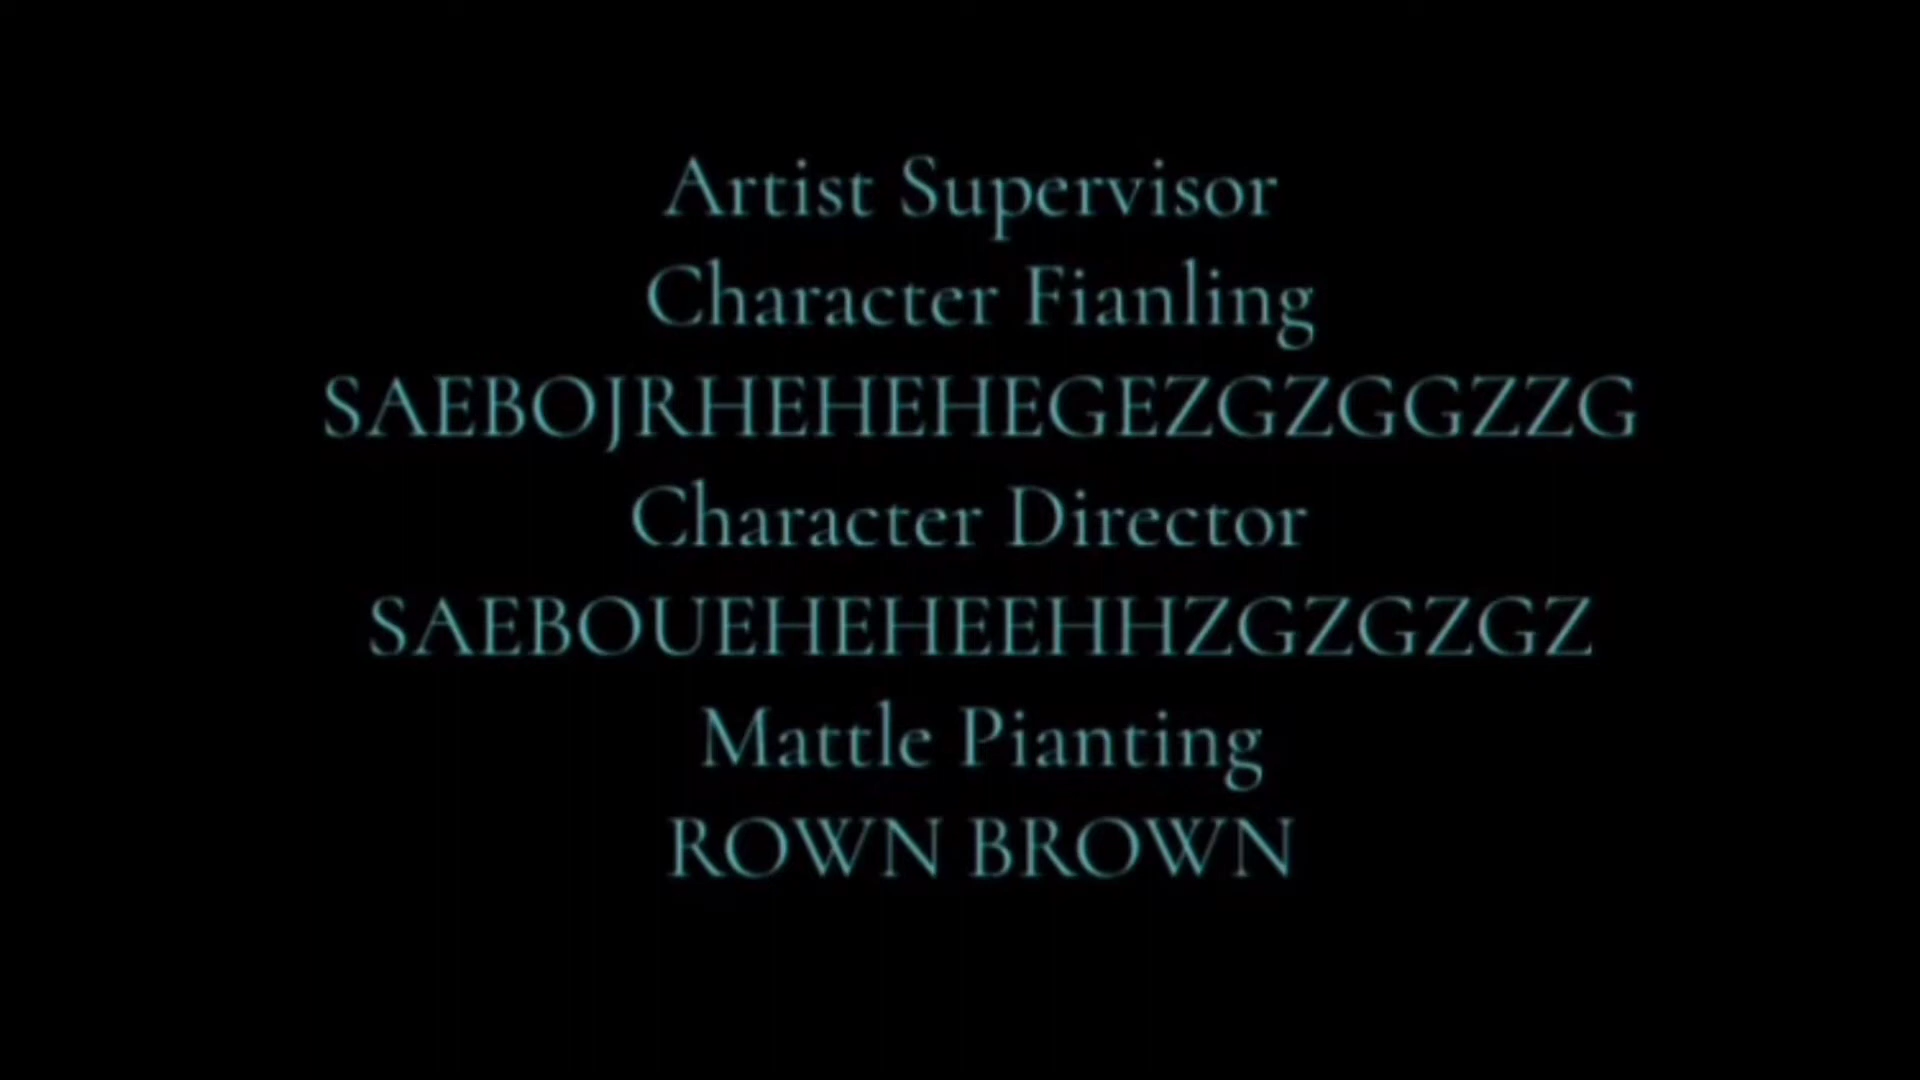 Artist Supervisor
Character Fianling
SAEBOJRHEHEHEGEZGZGGZZG
Character Director
SAEBOUEHEHEEHHZGZGZGZ
Mattle Pianting
ROWN BROWN